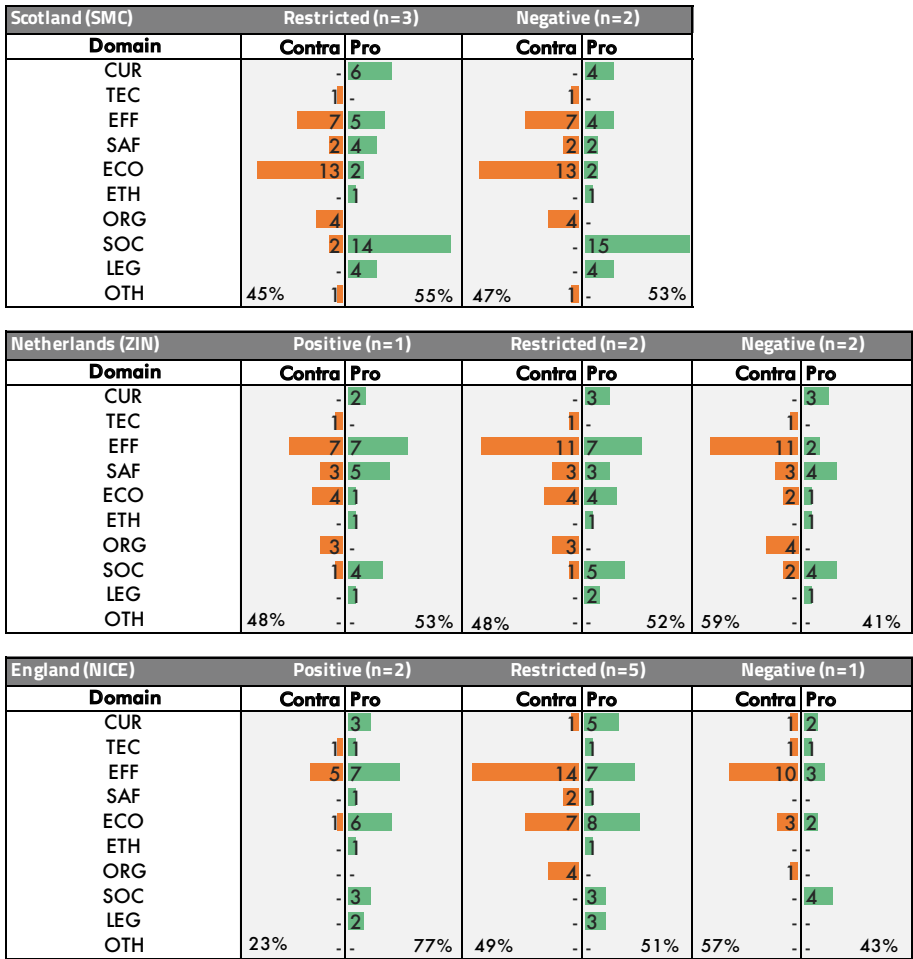 Scotland (SMC) Restricted (n=3) Negative (n=2)
Domain Contra Pro Contra Pro
CUR - 6 - 4
TEC 1 - 1 -
EFF 7 5 7 4
SAF 2 4 2 2
ECO 13 2 13 2
ETH - 1 - 1
ORG 4 4 -
SOC 2 14 - 15
LEG - 4 - 4
OTH 45% 1 55% 47% 1 - 53%
Netherlands (ZIN) Positive (n=1) Restricted (n=2) Negative (n=2)
Domain Contra Pro Contra Pro Contra Pro
CUR - 2 - 3 - 3
TEC 1 - 1 - 1 -
EFF 7 7 11 7 11 2
SAF 3 5 3 3 3 4
ECO 4 1 4 4 2 1
ETH - 1 - 1 - 1
ORG 3 - 3 - 4 -
SOC 1 4 1 5 2 4
LEG - 1 - 2 - 1
OTH 48% - - 53% 48% - - 52% 59% - - 41%
England (NICE) Positive (n=2) Restricted (n=5) Negative (n=1)
Domain Contra Pro Contra Pro Contra Pro
CUR - 3 1 5 1 2
TEC 1 1 - 1 1 1
EFF 5 7 14 7 10 3
SAF - 1 2 1 - -
ECO 1 6 7 8 3 2
ETH - 1 - 1 - -
ORG - - 4 - 1 -
SOC - 3 - 3 - 4
LEG - 2 - 3 - -
OTH 23% - - 77% 49% - - 51% 57% - - 43%